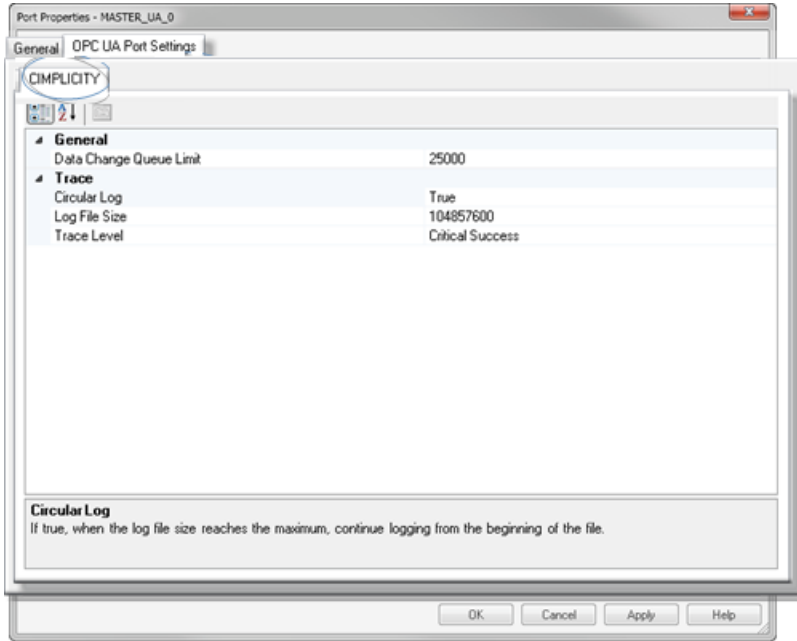 Port Properties - MASTER_UA_0
General OPC UA Port Settings
CIMPLICITY
General
Data Change Queue Limit 25000
Trace
Circular Log True
Log File Size 104857600
Trace Level Critical Success
Circular Log
If true, when the log file size reaches the maximum, continue logging from the beginning of the file.
OK Cancel Apply Help